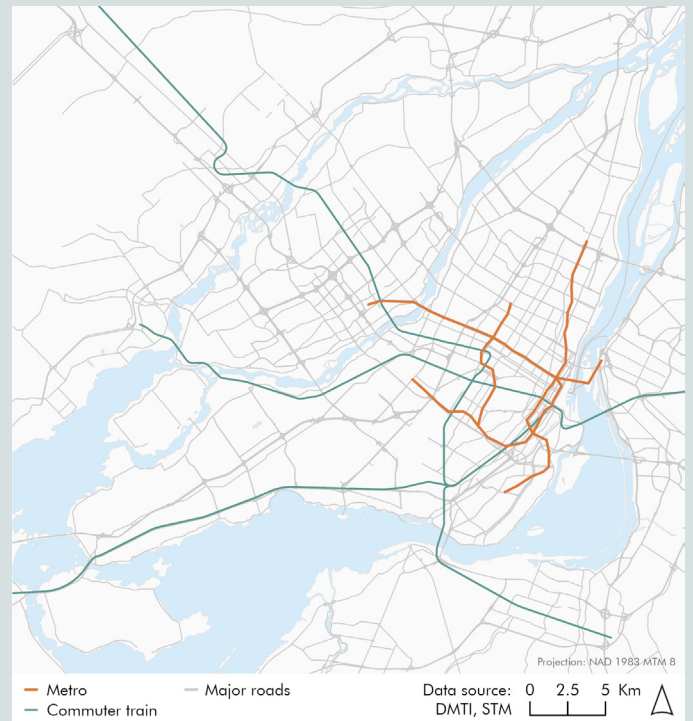 Projection: NAD 1983 MTM 8
Metro
Major roads
Commuter train
Data source:
DMTI, STM
0 2.5 5 Km